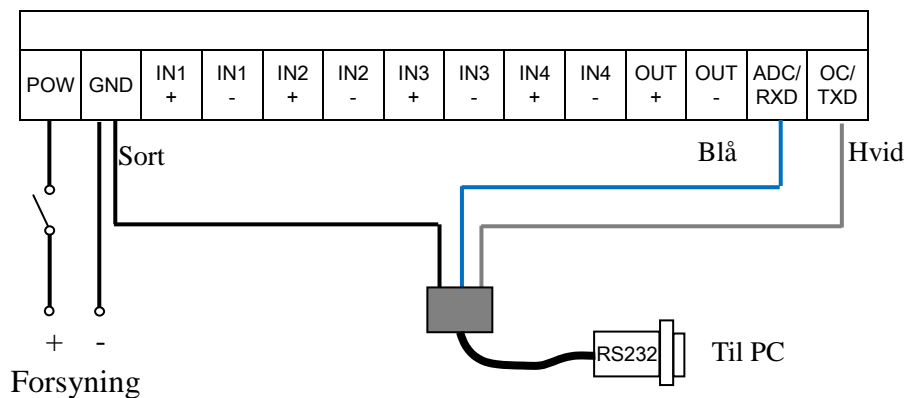 POW GND IN1 + IN1 - IN2 + IN2 - IN3 + IN3 - IN4 + IN4 - OUT + OUT - ADC/ RXD OC/ TXD
Sort Blå Hvid
+ -
Forsyning
RS232 Til PC